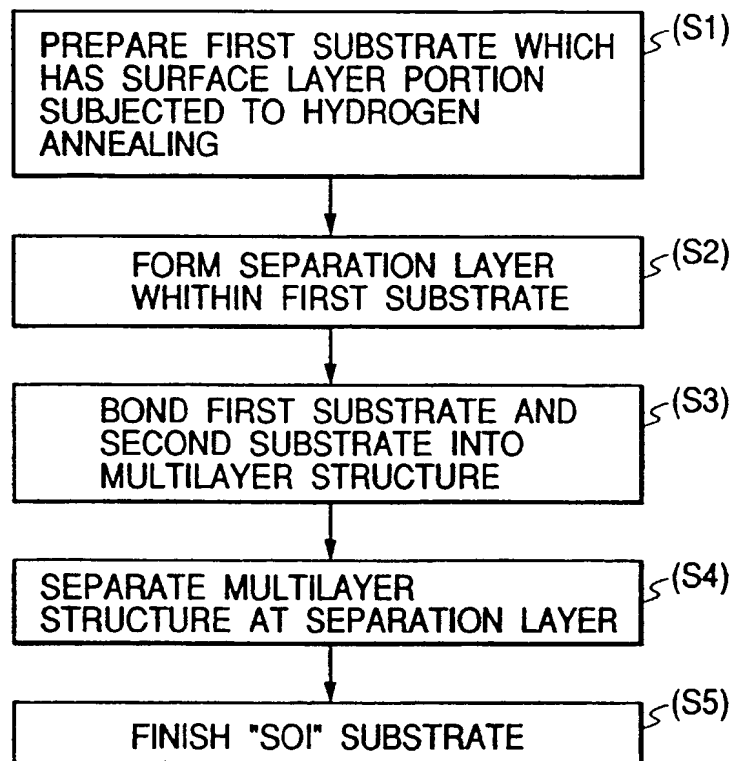 PREPARE FIRST SUBSTRATE WHICH (S1)
HAS SURFACE LAYER PORTION
SUBJECTED TO HYDROGEN
ANNEALING
FORM SEPARATION LAYER (S2)
WHITHIN FIRST SUBSTRATE
BOND FIRST SUBSTRATE AND (S3)
SECOND SUBSTRATE INTO
MULTILAYER STRUCTURE
SEPARATE MULTILAYER (S4)
STRUCTURE AT SEPARATION LAYER
FINISH "SOI" SUBSTRATE (S5)